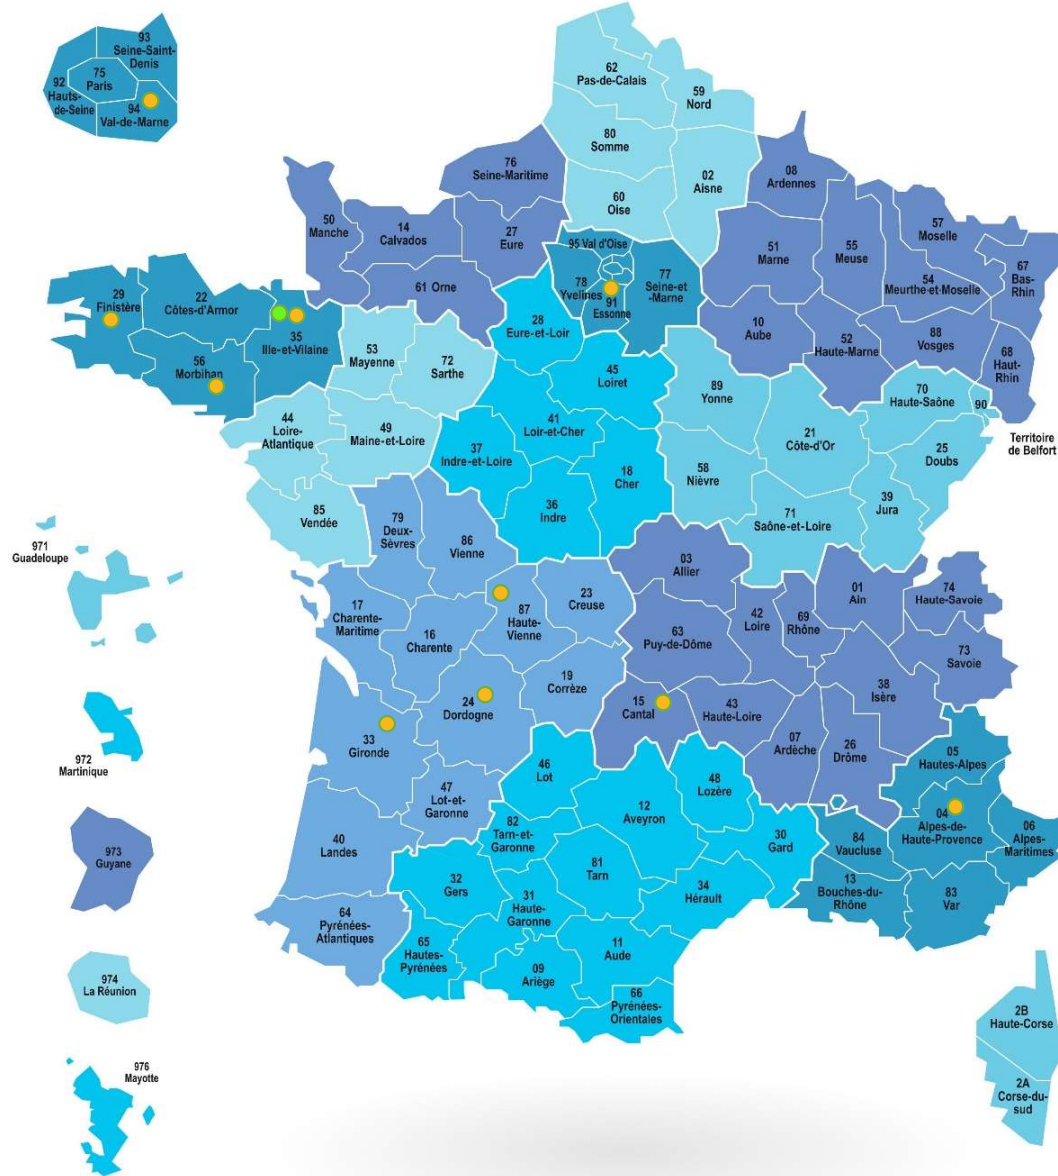 93
Seine-Saint-
Denis
75
Paris
92
Hauts-
de-Seine
94
Val-de-Marne
62
Pas-de-Calais
59
Nord
80
Somme
02
Aisne
60
Oise
76
Seine-Maritime
27
Eure
14
Calvados
50
Manche
61 Orne
08
Ardennes
51
Marne
55
Meuse
57
Moselle
54
Meurthe-et-Moselle
67
Bas-
Rhin
10
Aube
52
Haute-Marne
88
Vosges
68
Haut-
Rhin
95 Val d'Oise
78
Yvelines
91
Essonne
77
Seine-et
-Marne
29
Finistère
22
Côtes-d'Armor
35
Ille-et-Vilaine
56
Morbihan
53
Mayenne
72
Sarthe
44
Loire-
Atlantique
49
Maine-et-Loire
85
Vendée
28
Eure-et-Loir
45
Loiret
41
Loir-et-Cher
37
Indre-et-Loire
18
Cher
36
Indre
89
Yonne
21
Côte-d'Or
58
Nièvre
71
Saône-et-Loire
70
Haute-Saône
90
Territoire
de Belfort
25
Doubs
39
Jura
79
Deux-
Sèvres
86
Vienne
17
Charente-
Maritime
16
Charente
87
Haute-
Vienne
23
Creuse
19
Corrèze
24
Dordogne
33
Gironde
47
Lot-et-
Garonne
40
Landes
64
Pyrénées-
Atlantiques
03
Allier
63
Puy-de-Dôme
42
Loire
69
Rhône
01
Ain
74
Haute-Savoie
73
Savoie
38
Isère
15
Cantal
43
Haute-Loire
07
Ardèche
26
Drôme
46
Lot
12
Aveyron
48
Lozère
82
Tarn-et-
Garonne
81
Tarn
30
Gard
32
Gers
31
Haute-
Garonne
34
Hérault
65
Hautes-
Pyrénées
09
Ariège
11
Aude
66
Pyrénées-
Orientales
05
Hautes-Alpes
04
Alpes-de-
Haute-Provence
06
Alpes-
Maritimes
84
Vaucluse
13
Bouches-du-
Rhône
83
Var
2B
Haute-Corse
2A
Corse-du-
sud
971
Guadeloupe
972
Martinique
973
Guyane
974
La Réunion
976
Mayotte